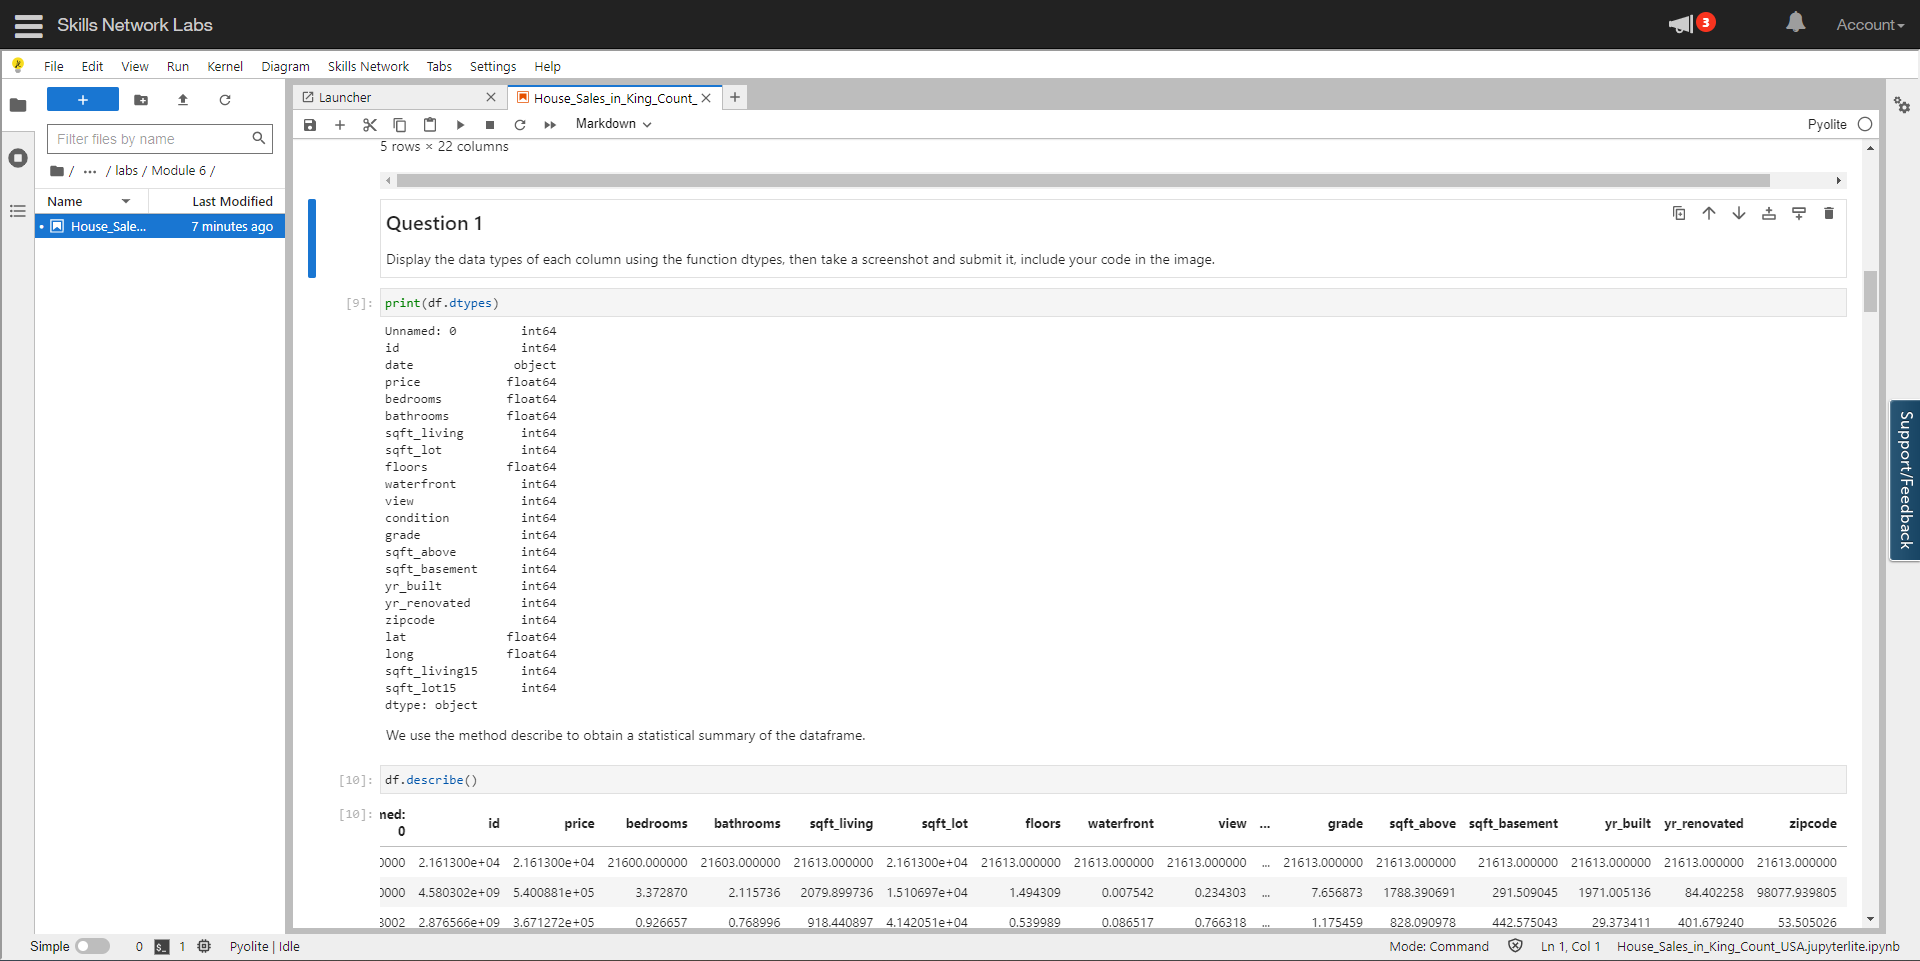 Skills Network Labs
3
Account
File Edit View Run Kernel Diagram Skills Network Tabs Settings Help
+
Filter files by name
/ ... / labs / Module 6 /
Name Last Modified
House_Sale... 7 minutes ago
Launcher House_Sales_in_King_Count_
Markdown
Pyolite
5 rows × 22 columns
Question 1
Display the data types of each column using the function dtypes, then take a screenshot and submit it, include your code in the image.
[9]: print(df.dtypes)
Unnamed: 0 int64
id int64
date object
price float64
bedrooms float64
bathrooms float64
sqft_living int64
sqft_lot int64
floors float64
waterfront int64
view int64
condition int64
grade int64
sqft_above int64
sqft_basement int64
yr_built int64
yr_renovated int64
zipcode int64
lat float64
long float64
sqft_living15 int64
sqft_lot15 int64
dtype: object
We use the method describe to obtain a statistical summary of the dataframe.
[10]: df.describe()
[10]: ned: 0 id price bedrooms bathrooms sqft_living sqft_lot floors waterfront view ... grade sqft_above sqft_basement yr_built yr_renovated zipcode
0000 2.161300e+04 2.161300e+04 21600.000000 21603.000000 21613.000000 2.161300e+04 21613.000000 21613.000000 21613.000000 ... 21613.000000 21613.000000 21613.000000 21613.000000 21613.000000 21613.000000
0000 4.580302e+09 5.400881e+05 3.372870 2.115736 2079.899736 1.510697e+04 1.494309 0.007542 0.234303 ... 7.656873 1788.390691 291.509045 1971.005136 84.402258 98077.939805
3002 2.876566e+09 3.671272e+05 0.926657 0.768996 918.440897 4.142051e+04 0.539989 0.086517 0.766318 ... 1.175459 828.090978 442.575043 29.373411 401.679240 53.505026
Support/Feedback
Simple 0 $_ 1 Pyolite | Idle Mode: Command Ln 1, Col 1 House_Sales_in_King_Count_USA.jupyterlite.ipynb